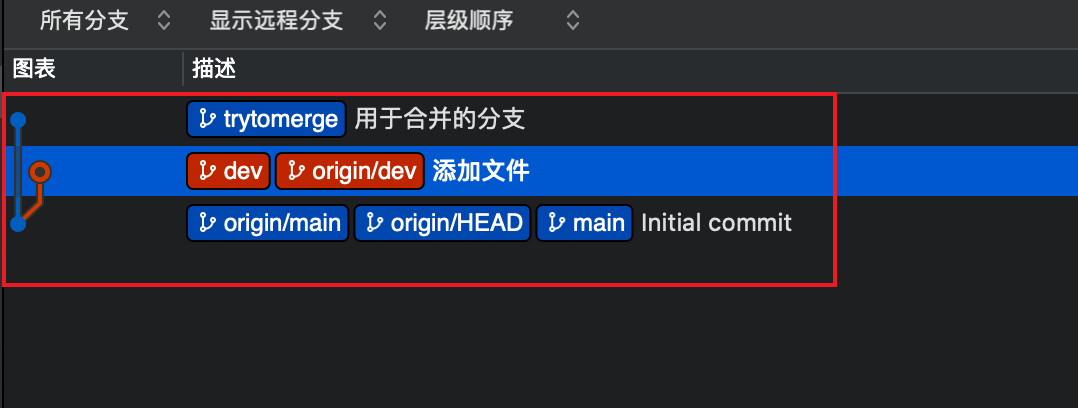 所有分支 显示远程分支 层级顺序
图表 描述
trytomerge 用于合并的分支
dev origin/dev 添加文件
origin/main origin/HEAD main Initial commit